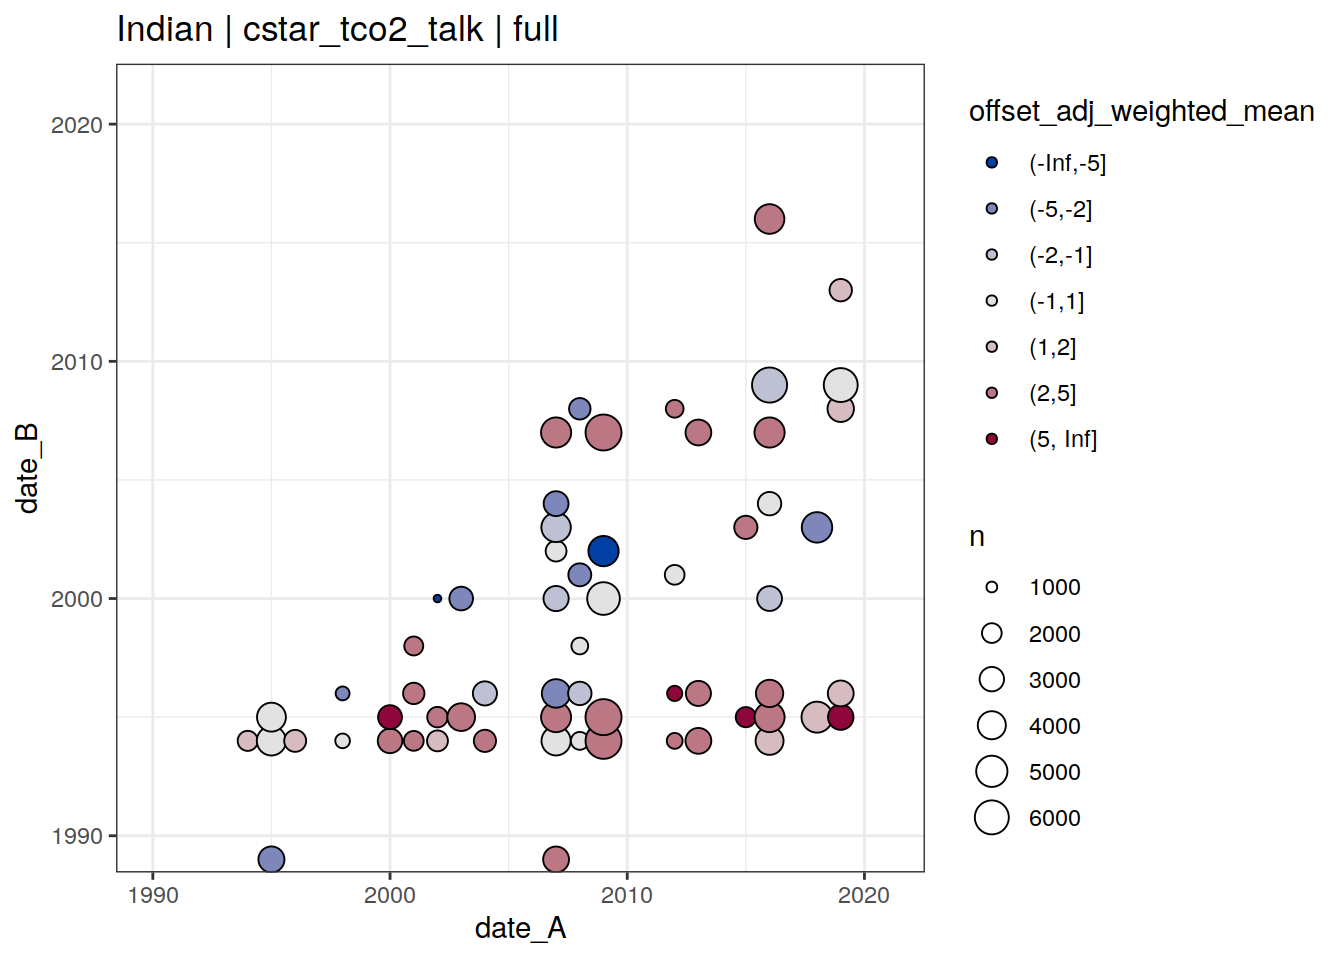 Indian | cstar_tco2_talk | full
2020
2010
2000
1990
date_B
1990
2000
2010
2020
date_A
offset_adj_weighted_mean
(-Inf,-5]
(-5,-2]
(-2,-1]
(-1,1]
(1,2]
(2,5]
(5, Inf]
n
1000
2000
3000
4000
5000
6000